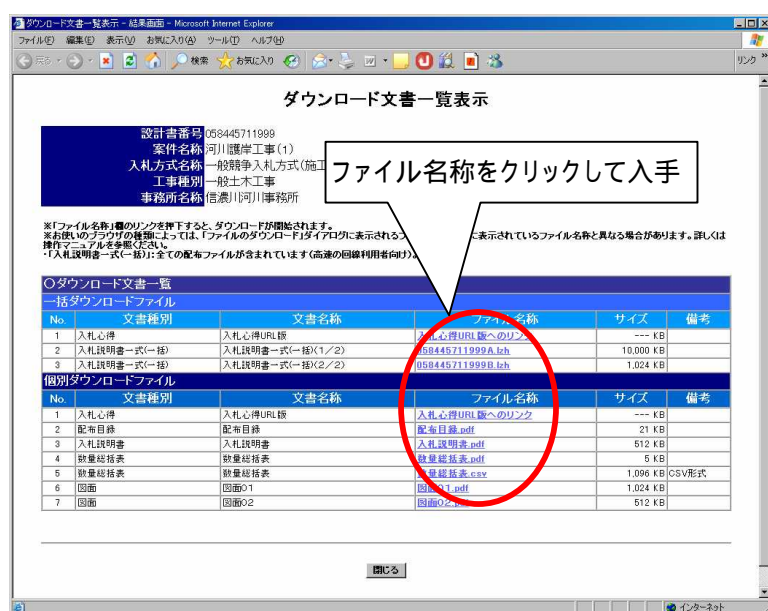 ダウンロード文書一覧表示 - 結果画面 - Microsoft Internet Explorer
ファイル(F) 編集(E) 表示(V) お気に入り(A) ツール(T) ヘルプ(H)
戻る 検索 お気に入り リンク »
ダウンロード文書一覧表示
設計書番号 058445711999
案件名称 河川護岸工事(1)
入札方式名称 一般競争入札方式(施工
工事種別 一般土木工事
事務所名称 信濃川河川事務所
ファイル名称をクリックして入手
※「ファイル名称」欄のリンクを押下すると、ダウンロードが開始されます。
※お使いのブラウザの種類によっては、「ファイルのダウンロード」ダイアログに表示されるフ に表示されているファイル名称と異なる場合があります。詳しくは
操作マニュアルを参照ください。
・「入札説明書一式(一括)」:全ての配布ファイルが含まれています(高速の回線利用者向け)。
○ダウンロード文書一覧
一括ダウンロードファイル
No. 文書種別 文書名称 ファイル名称 サイズ 備考
1 入札心得 入札心得URL版 入札心得URL版へのリンク --- KB
2 入札説明書一式(一括) 入札説明書一式(一括)(1/2) 058445711999A.lzh 10,000 KB
3 入札説明書一式(一括) 入札説明書一式(一括)(2/2) 058445711999B.lzh 1,024 KB
個別ダウンロードファイル
No. 文書種別 文書名称 ファイル名称 サイズ 備考
1 入札心得 入札心得URL版 入札心得URL版へのリンク --- KB
2 配布目録 配布目録 配布目録.pdf 21 KB
3 入札説明書 入札説明書 入札説明書.pdf 512 KB
4 数量総括表 数量総括表 数量総括表.pdf 5 KB
5 数量総括表 数量総括表 数量総括表.csv 1,096 KB CSV形式
6 図面 図面01 図面01.pdf 1,024 KB
7 図面 図面02 図面02.pdf 512 KB
閉じる
インターネット